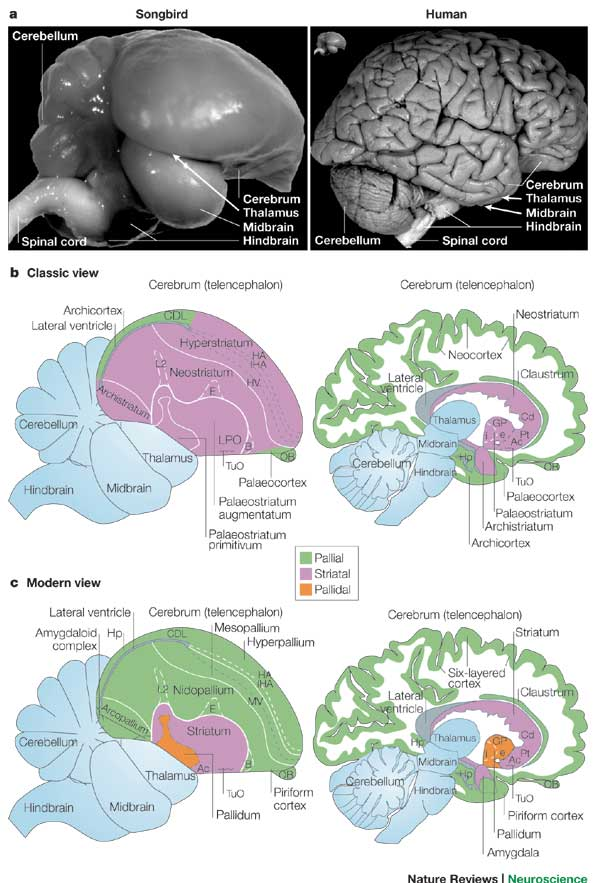 a
Songbird
Human
Cerebellum
Cerebrum
Thalamus
Midbrain
Hindbrain
Spinal cord
Cerebrum
Thalamus
Midbrain
Hindbrain
Cerebellum
Spinal cord
b Classic view
Cerebrum (telencephalon)
Archicortex
Lateral ventricle
CDL
Hyperstriatum
HA
IHA
L2
Neostriatum
HV
E
Archistriatum
Cerebellum
LPO
B
Thalamus
TuO
OB
Palaeocortex
Hindbrain
Midbrain
Palaeostriatum
augmentatum
Palaeostriatum
primitivum
Cerebrum (telencephalon)
Neostriatum
Neocortex
Claustrum
Lateral
ventricle
Thalamus
Cd
GP
i
e
Pt
Ac
Midbrain
Cerebellum
Hp
Hindbrain
OB
TuO
Palaeocortex
Palaeostriatum
Archistriatum
Archicortex
Pallial
Striatal
Pallidal
c Modern view
Lateral ventricle
Cerebrum (telencephalon)
Amygdaloid
complex
Hp
Mesopallium
Hyperpallium
CDL
HA
IHA
L2
Nidopallium
MV
E
Arcopallium
Striatum
Cerebellum
Thalamus
Ac
B
OB
TuO
Piriform
cortex
Hindbrain
Midbrain
Pallidum
Cerebrum (telencephalon)
Striatum
Six-layered
cortex
Claustrum
Lateral
ventricle
Hp
Thalamus
Cd
GP
i
e
Pt
Ac
Midbrain
Cerebellum
Hp
Hindbrain
OB
TuO
Piriform cortex
Pallidum
Amygdala
Nature Reviews | Neuroscience